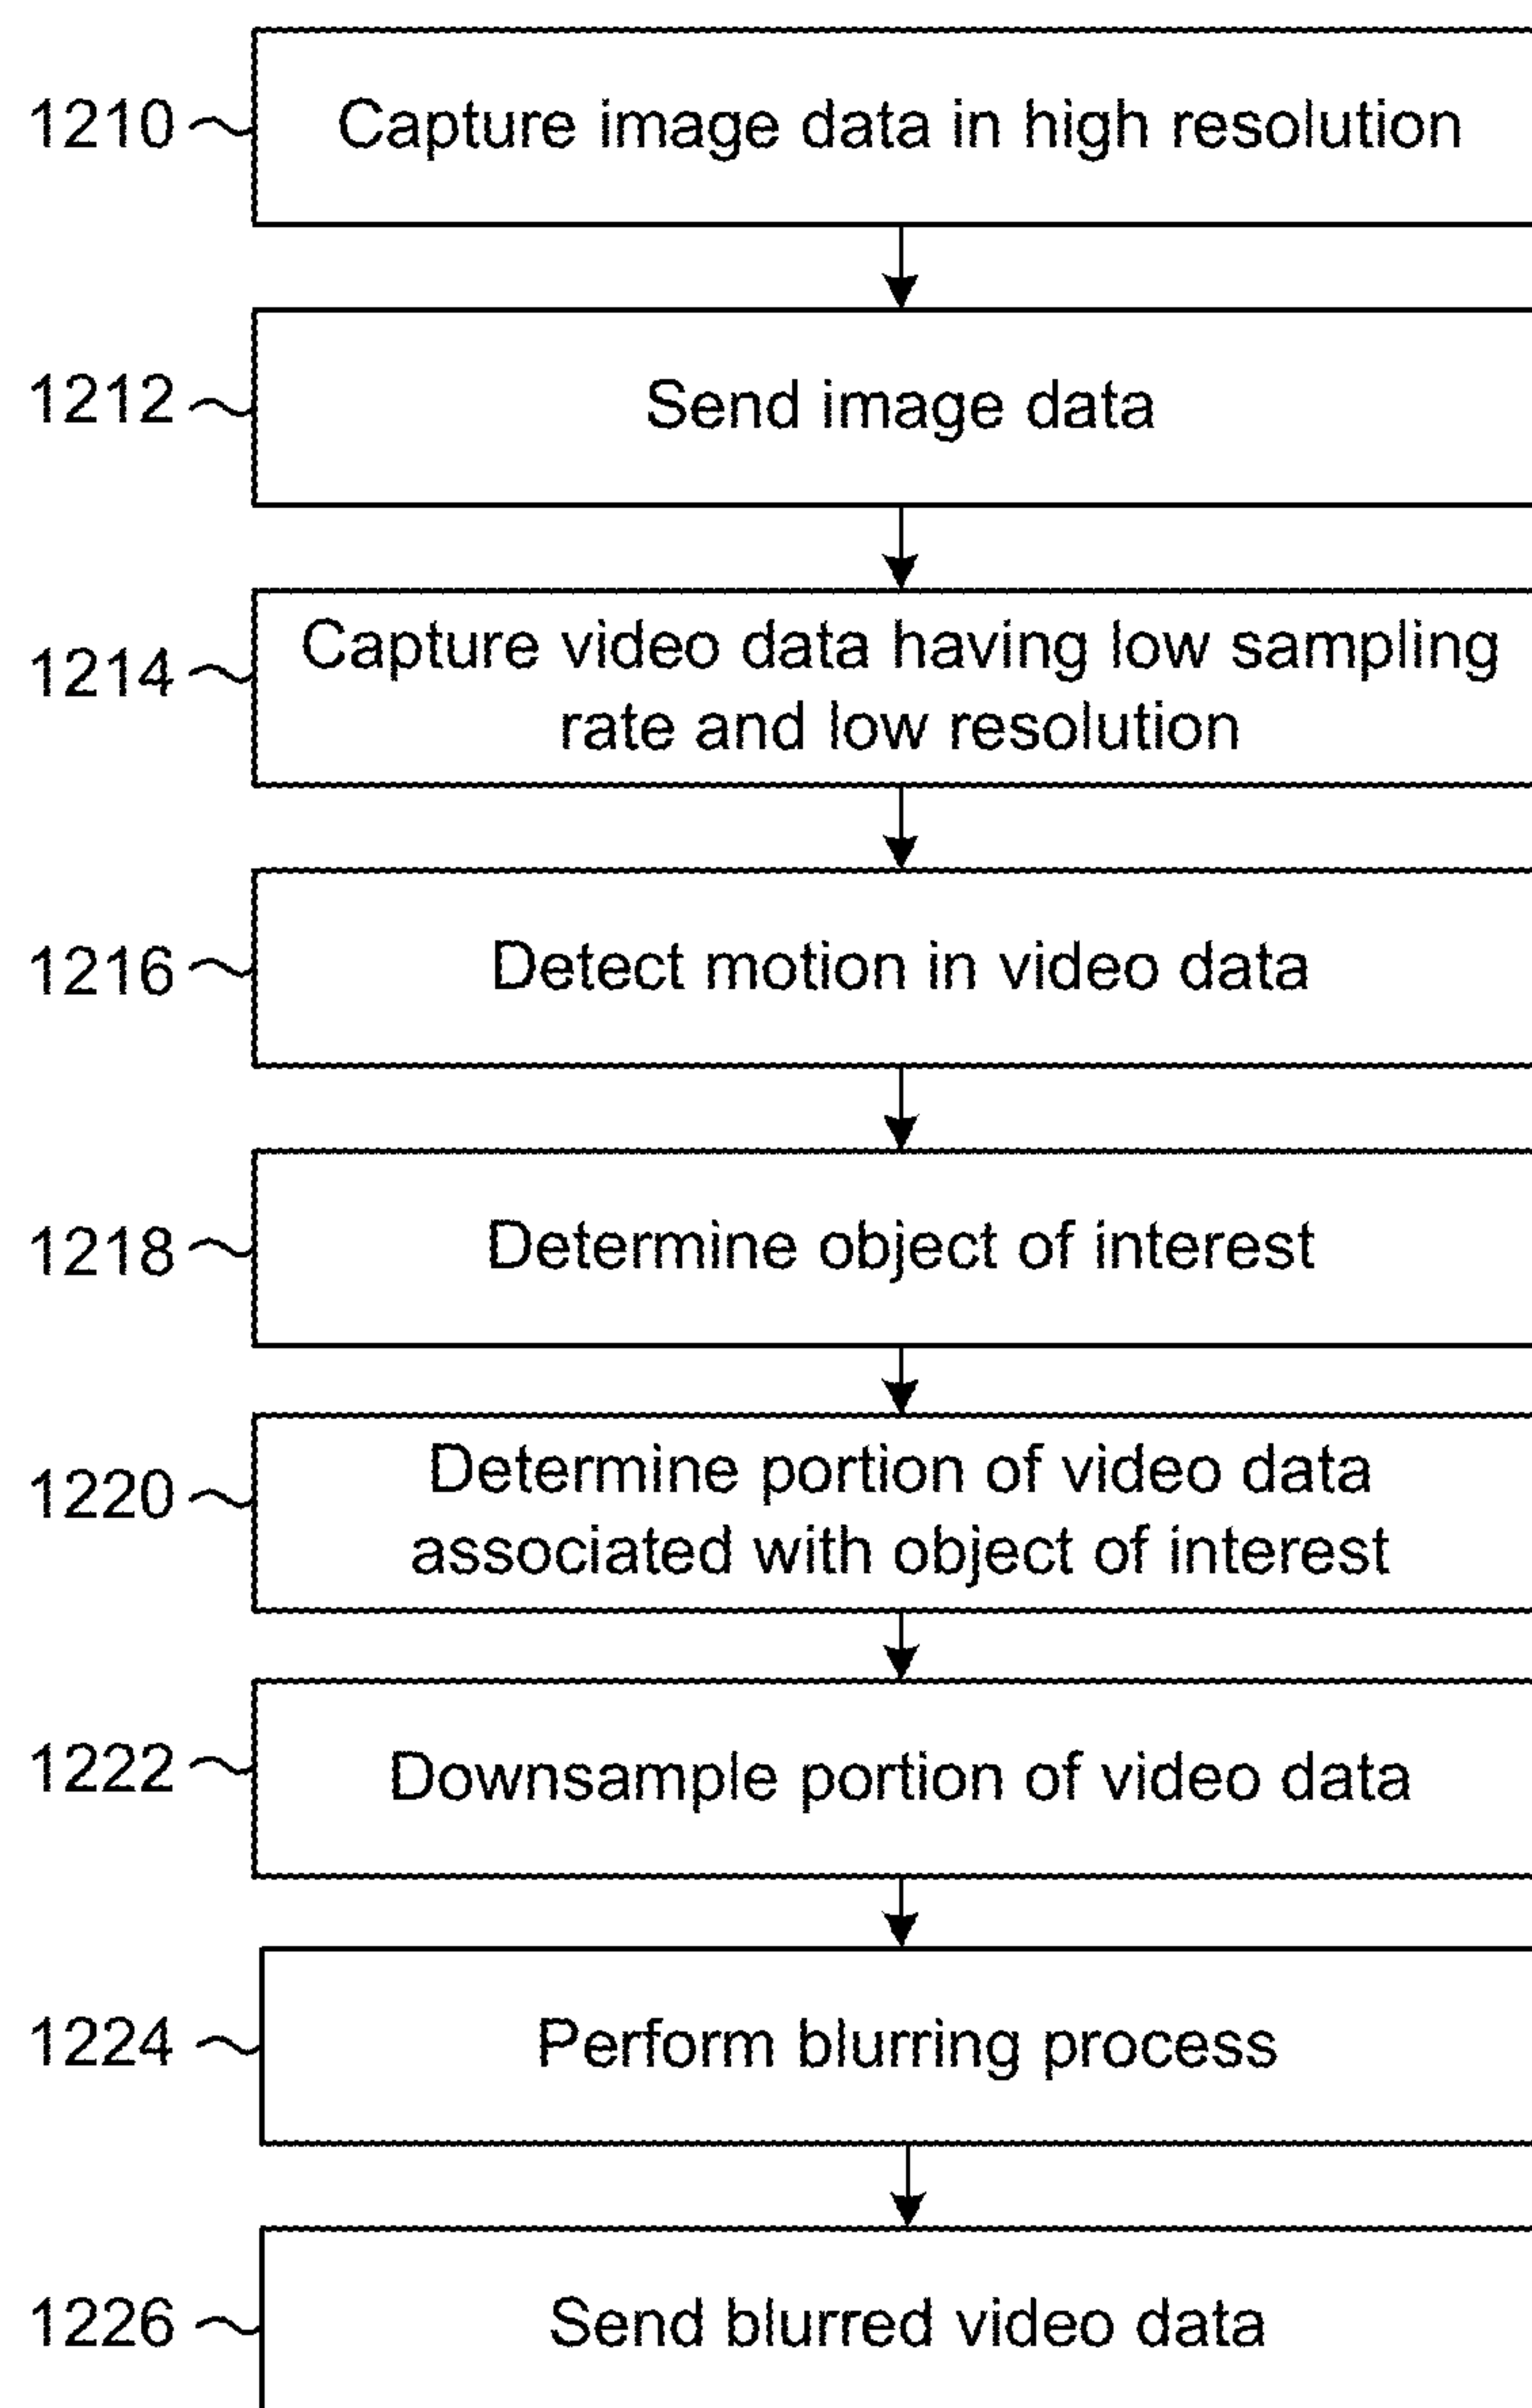 1210 Capture image data in high resolution
1212 Send image data
1214 Capture video data having low sampling
rate and low resolution
1216 Detect motion in video data
1218 Determine object of interest
1220 Determine portion of video data
associated with object of interest
1222 Downsample portion of video data
1224 Perform blurring process
1226 Send blurred video data